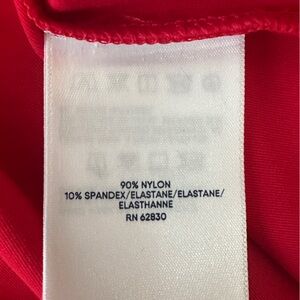 90% NYLON
10% SPANDEX/ELASTANE/ELASTANE/
ELASTHANNE
RN 62830